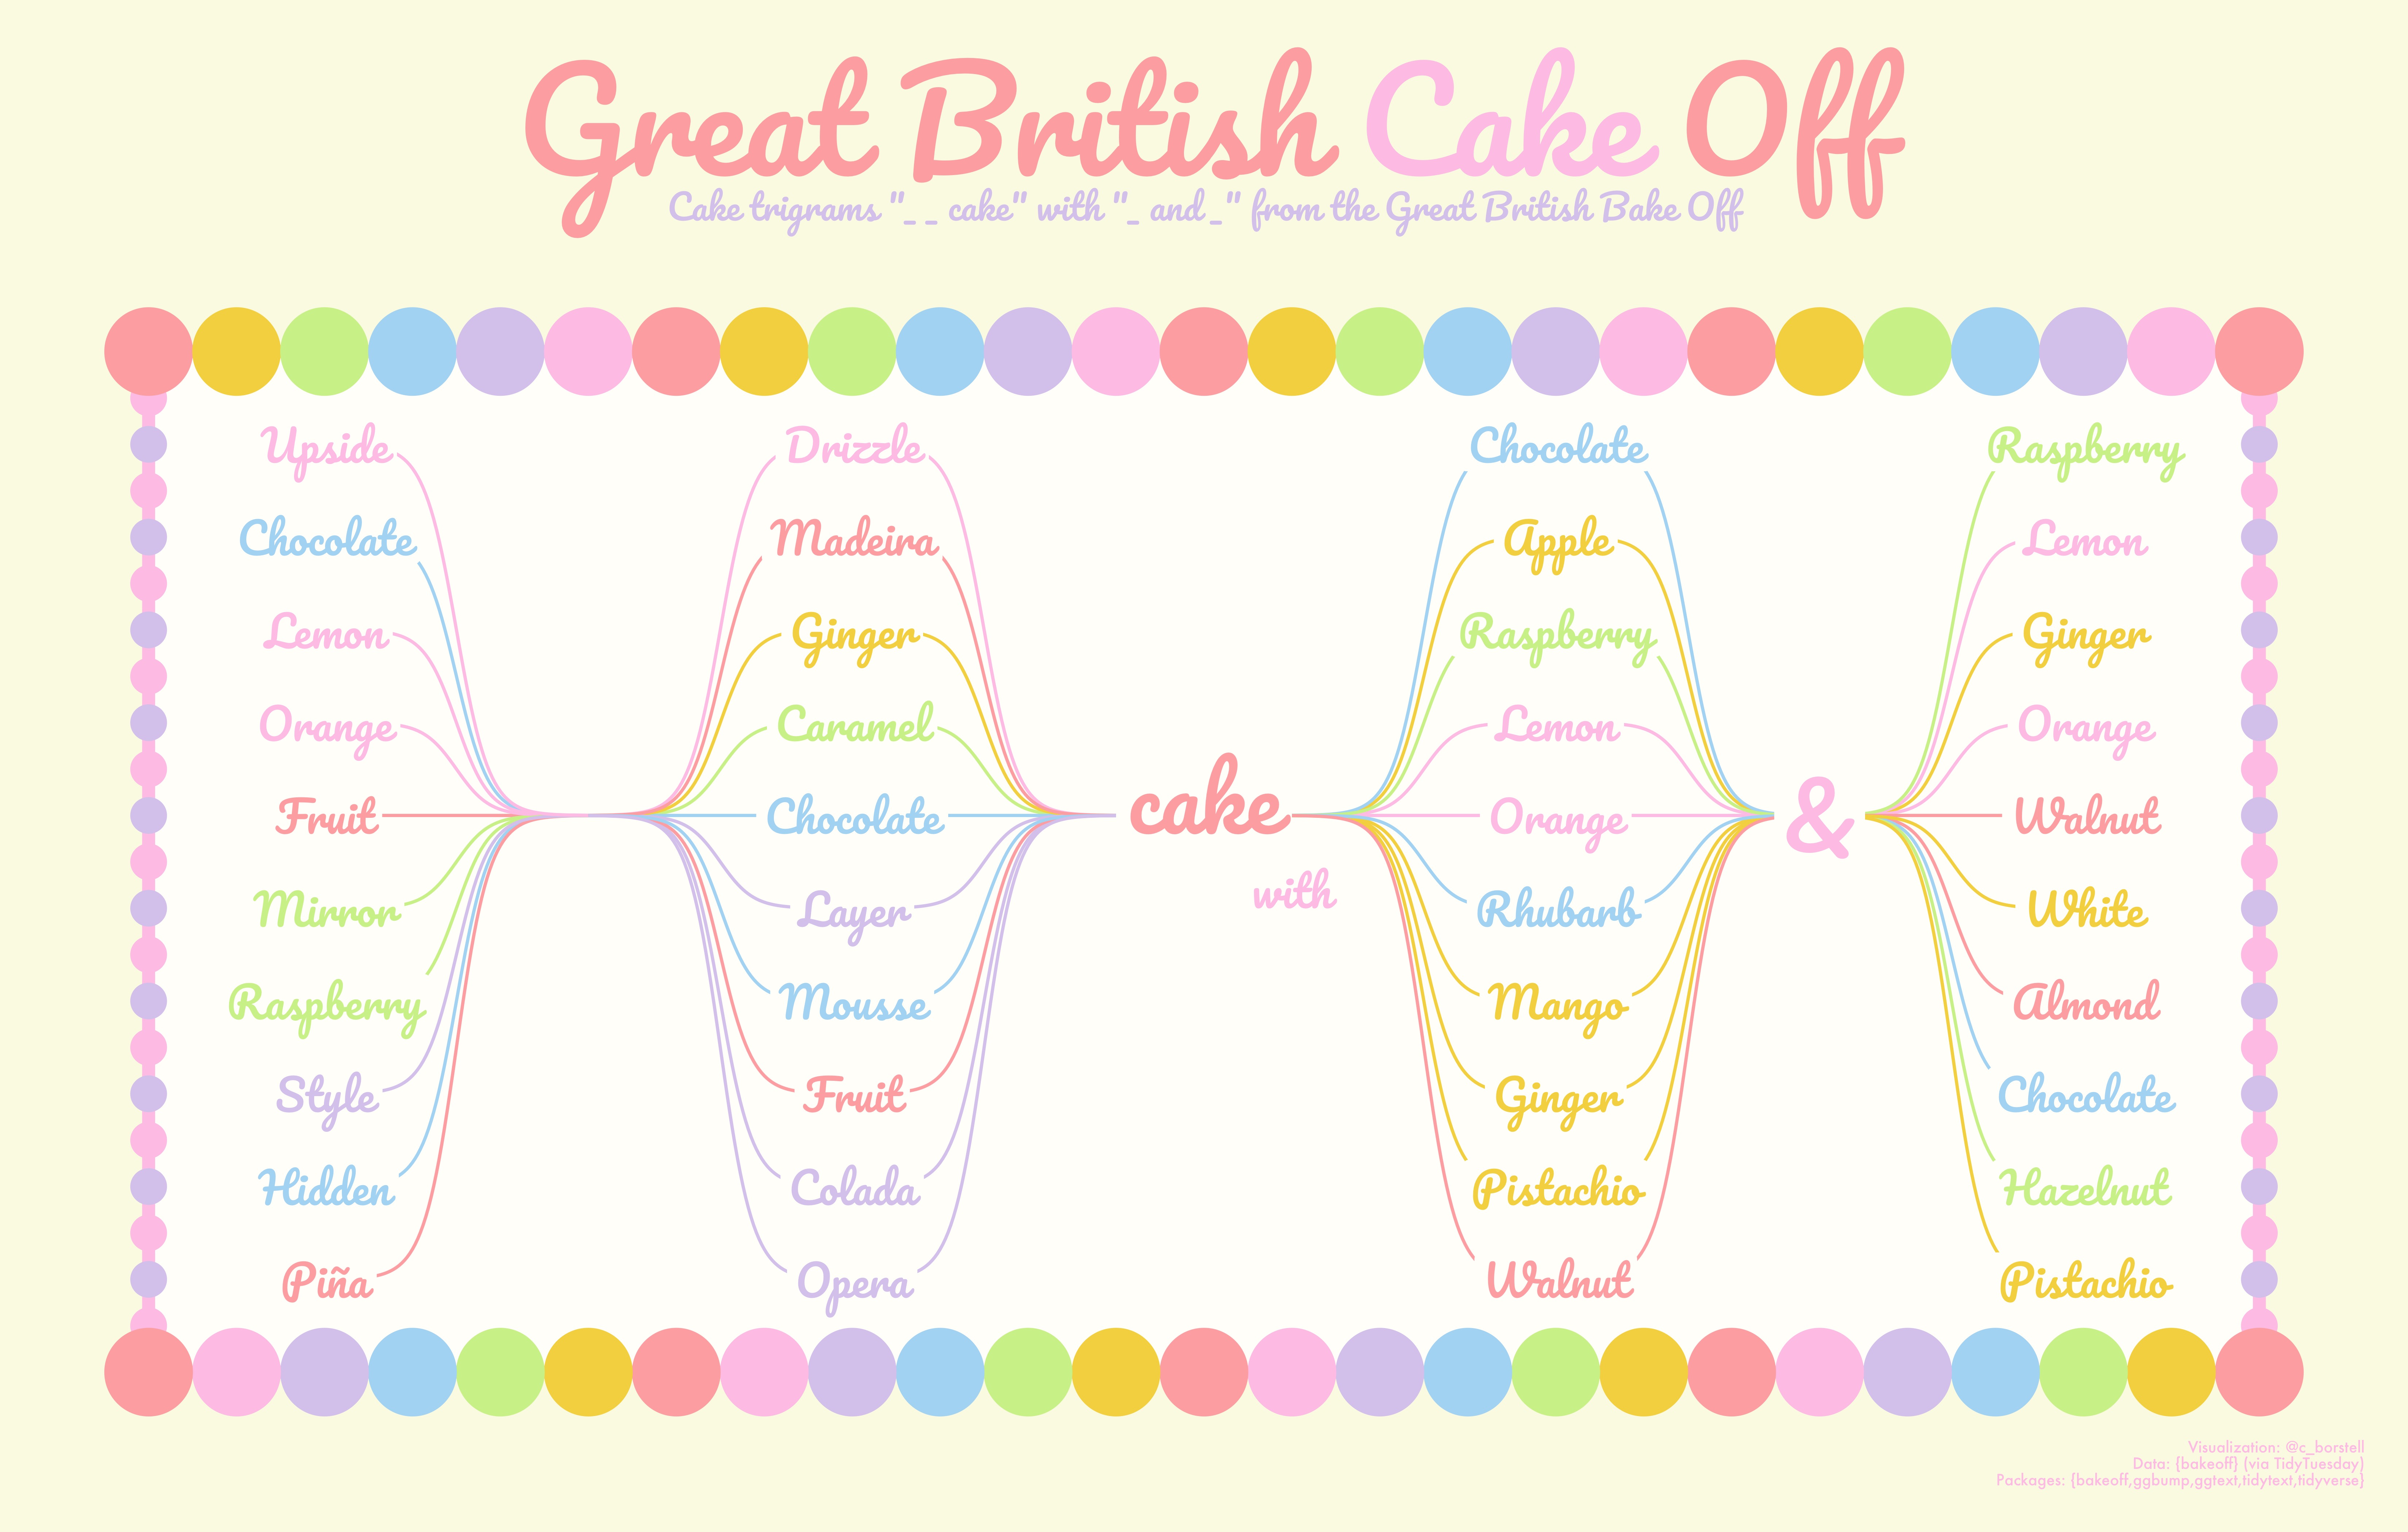 Great British Cake Off
Cake trigrams "_ _ cake" with "_ and _" from the Great British Bake Off
Upside
Chocolate
Lemon
Orange
Fruit
Mirror
Raspberry
Style
Hidden
Piña
Drizzle
Madeira
Ginger
Caramel
Chocolate
Layer
Mousse
Fruit
Colada
Opera
cake
with
Chocolate
Apple
Raspberry
Lemon
Orange
Rhubarb
Mango
Ginger
Pistachio
Walnut
&
Raspberry
Lemon
Ginger
Orange
Walnut
White
Almond
Chocolate
Hazelnut
Pistachio
Visualization: @c_borstell
Data: {bakeoff} (via TidyTuesday)
Packages: {bakeoff,ggbump,ggtext,tidytext,tidyverse}